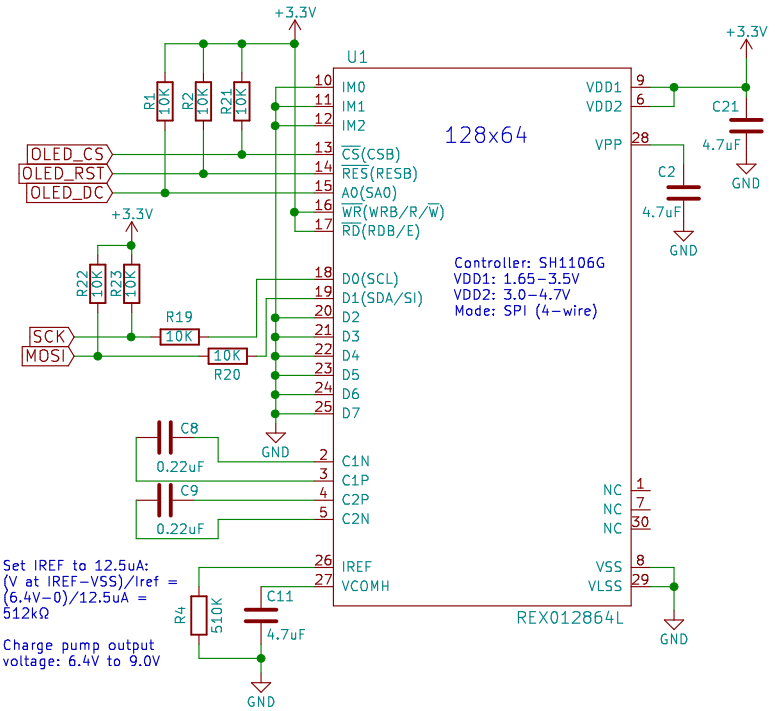 +3.3V
U1
+3.3V
R1
10K
R2
10K
R21
10K
10 IM0
11 IM1
12 IM2
13 CS(CSB)
14 RES(RESB)
15 A0(SA0)
16 WR(WRB/R/W)
17 RD(RDB/E)
18 D0(SCL)
19 D1(SDA/SI)
20 D2
21 D3
22 D4
23 D5
24 D6
25 D7
2 C1N
3 C1P
4 C2P
5 C2N
26 IREF
27 VCOMH
128x64
VDD1 9
VDD2 6
VPP 28
C21
4.7uF
GND
C2
4.7uF
GND
OLED_CS
OLED_RST
OLED_DC
+3.3V
R22
10K
R23
10K
Controller: SH1106G
VDD1: 1.65-3.5V
VDD2: 3.0-4.7V
Mode: SPI (4-wire)
SCK
MOSI
R19
10K
10K
R20
GND
C8
0.22uF
C9
0.22uF
NC 1
NC 7
NC 30
VSS 8
VLSS 29
REX012864L
GND
Set IREF to 12.5uA:
(V at IREF-VSS)/Iref =
(6.4V-0)/12.5uA =
512kΩ
Charge pump output
voltage: 6.4V to 9.0V
R4
510K
C11
4.7uF
GND